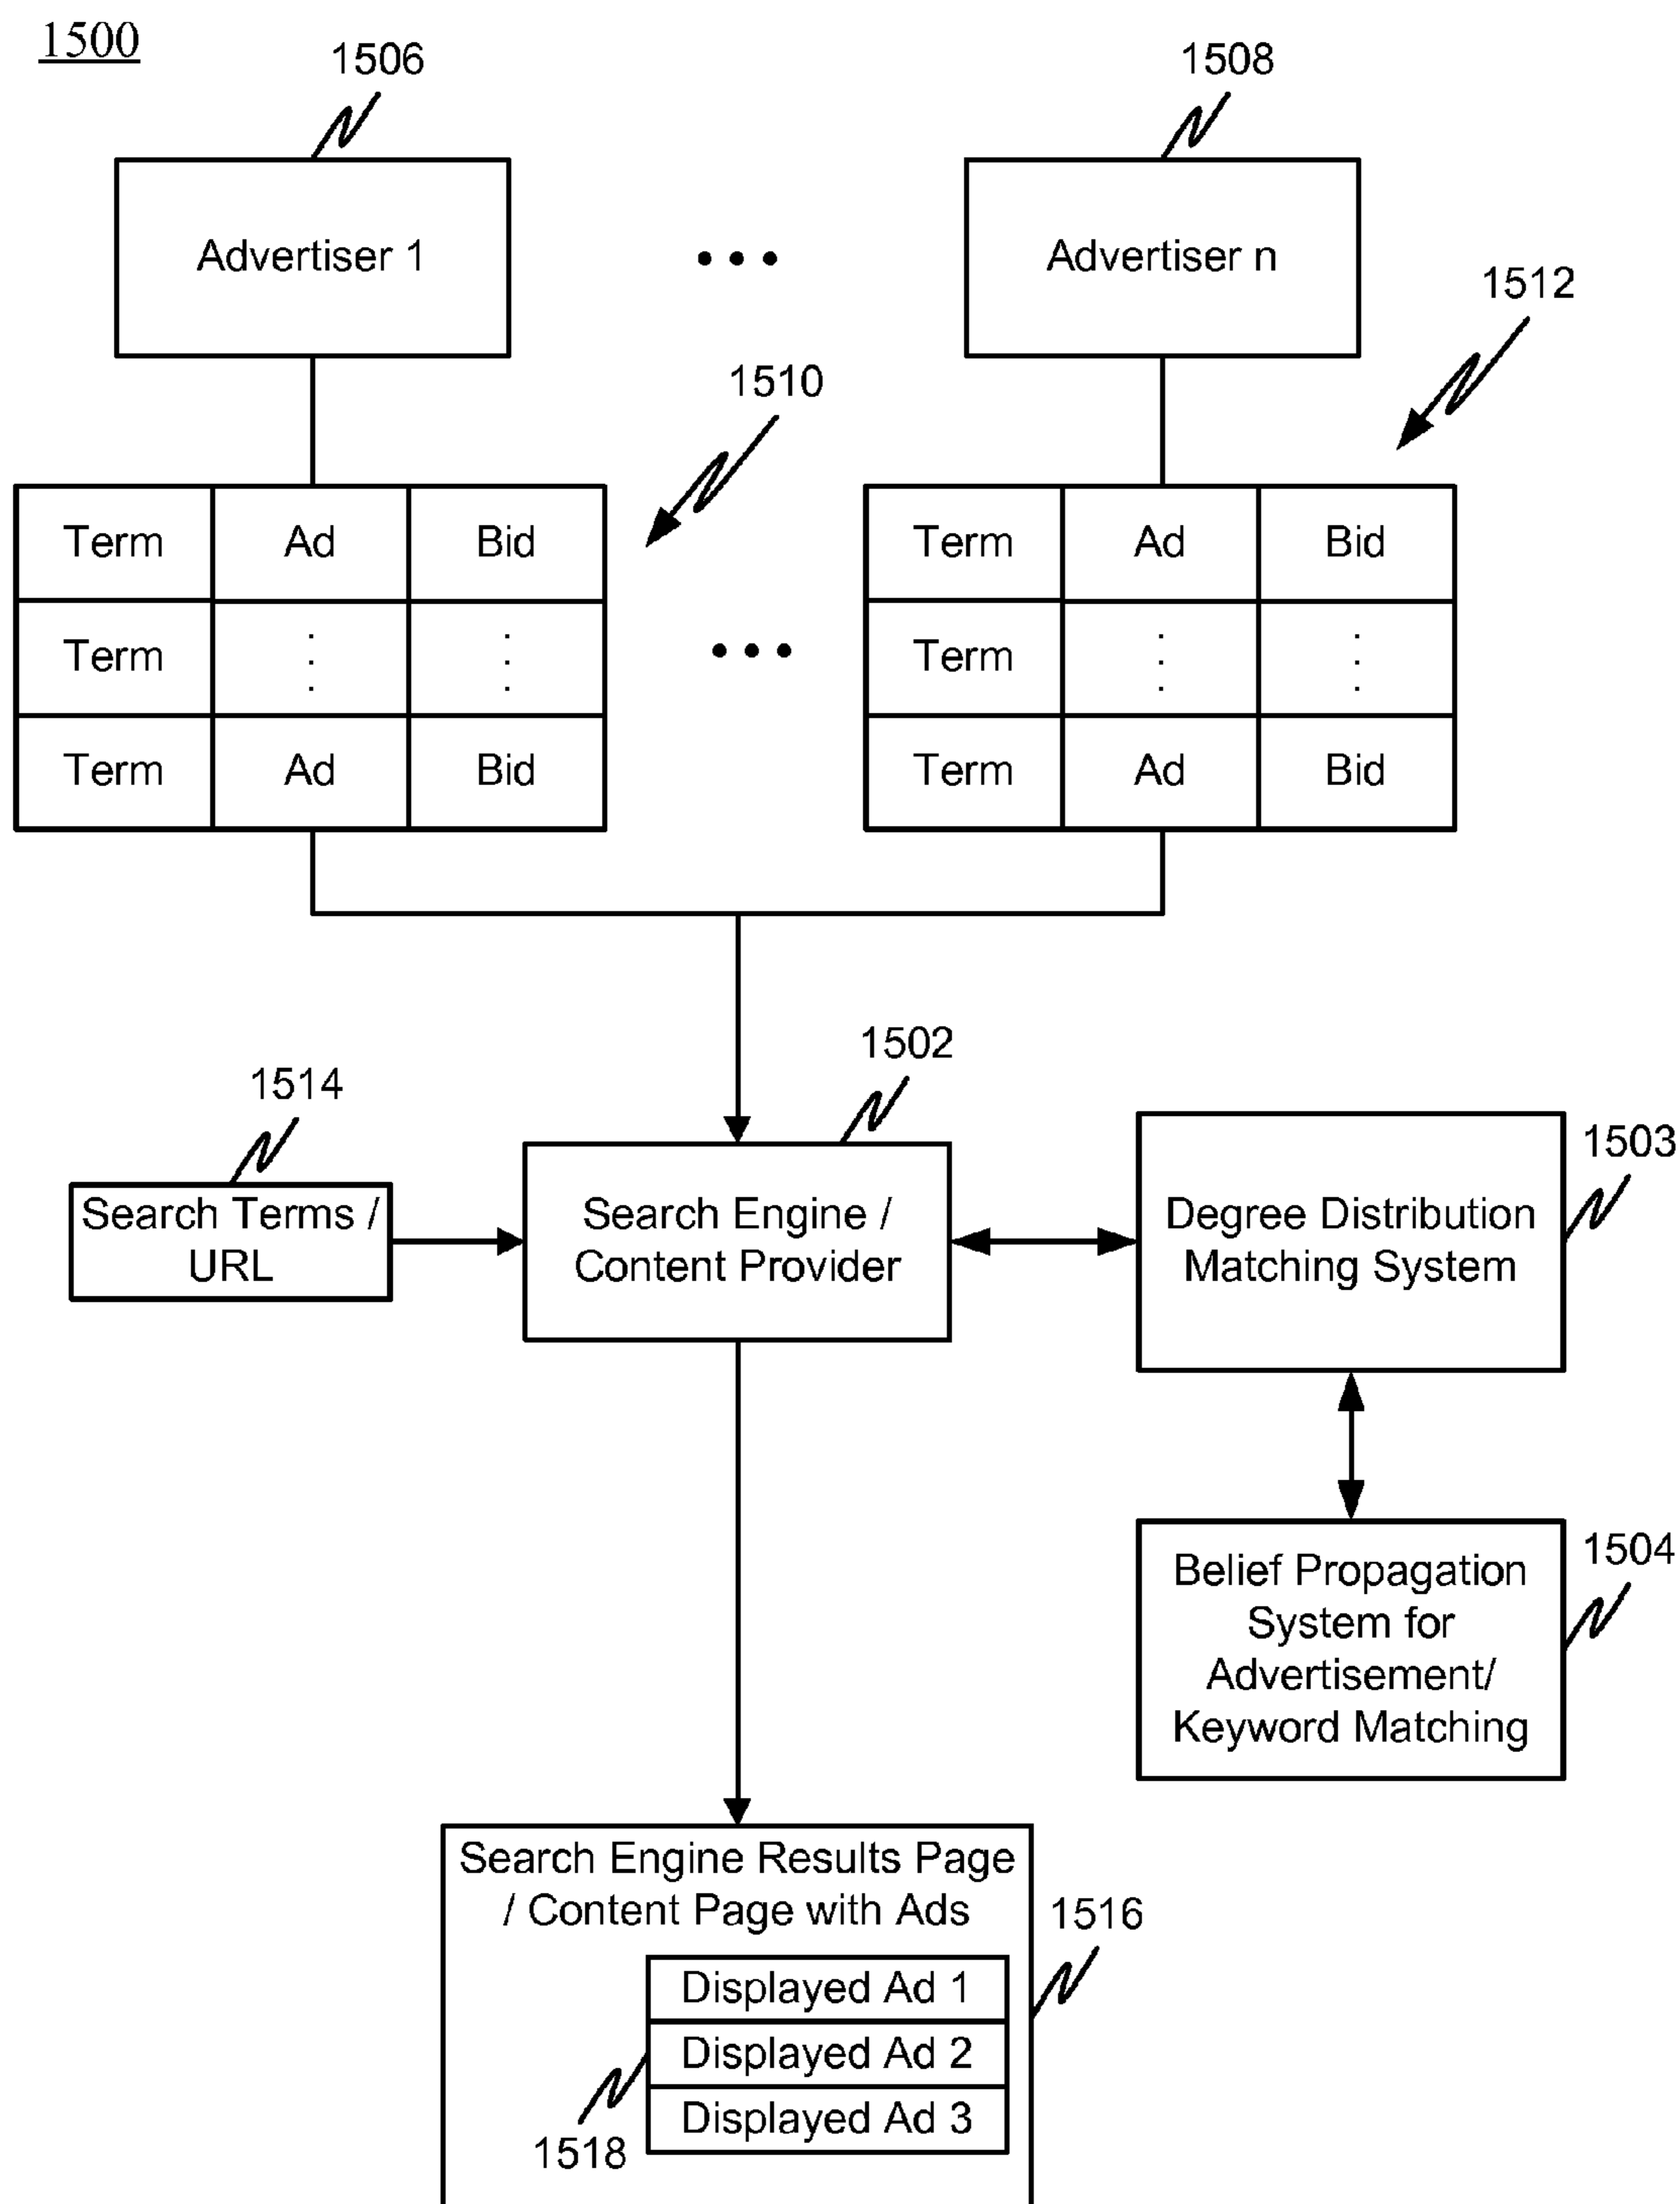 1500
1506
1508
Advertiser 1
...
Advertiser n
1512
1510
Term Ad Bid
Term
Term Ad Bid
...
Term Ad Bid
Term
Term Ad Bid
1502
1514
Search Terms /
URL
Search Engine /
Content Provider
1503
Degree Distribution
Matching System
1504
Belief Propagation
System for
Advertisement/
Keyword Matching
Search Engine Results Page
/ Content Page with Ads
1516
Displayed Ad 1
Displayed Ad 2
Displayed Ad 3
1518